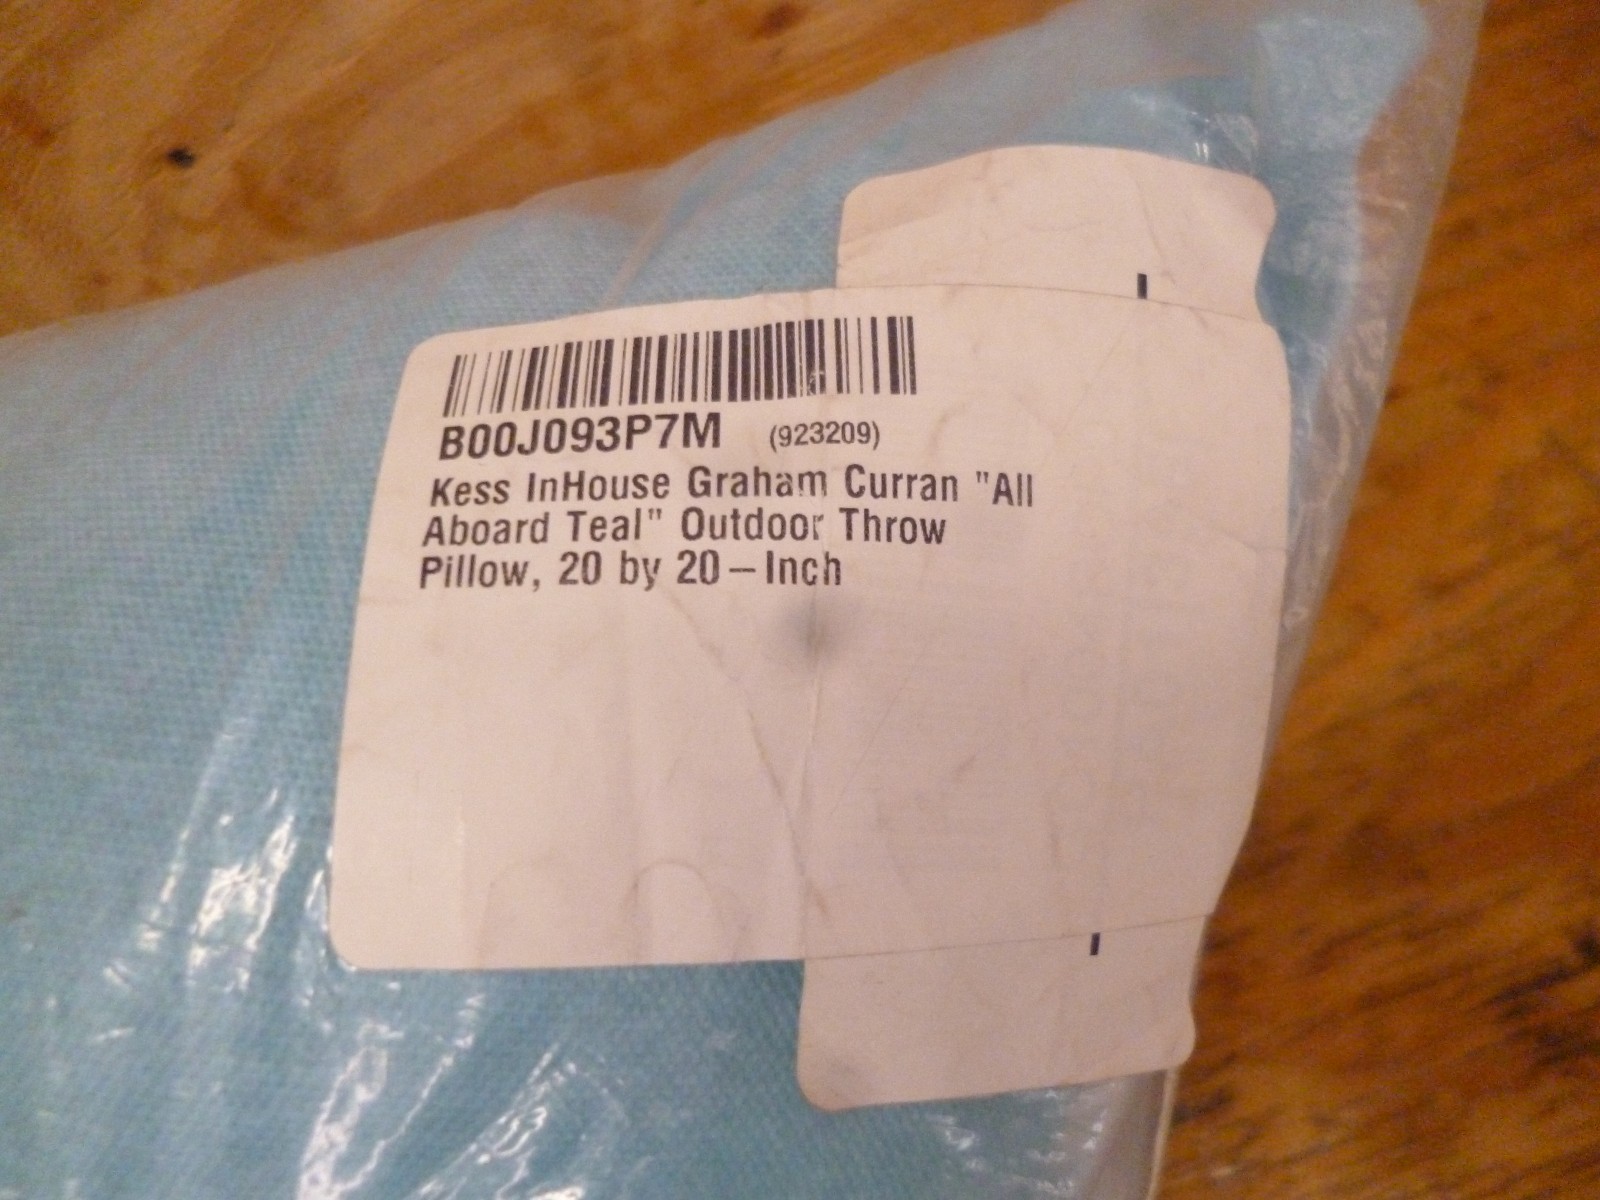 B00J093P7M (923209)
Kess InHouse Graham Curran "All
Aboard Teal" Outdoor Throw
Pillow, 20 by 20-Inch